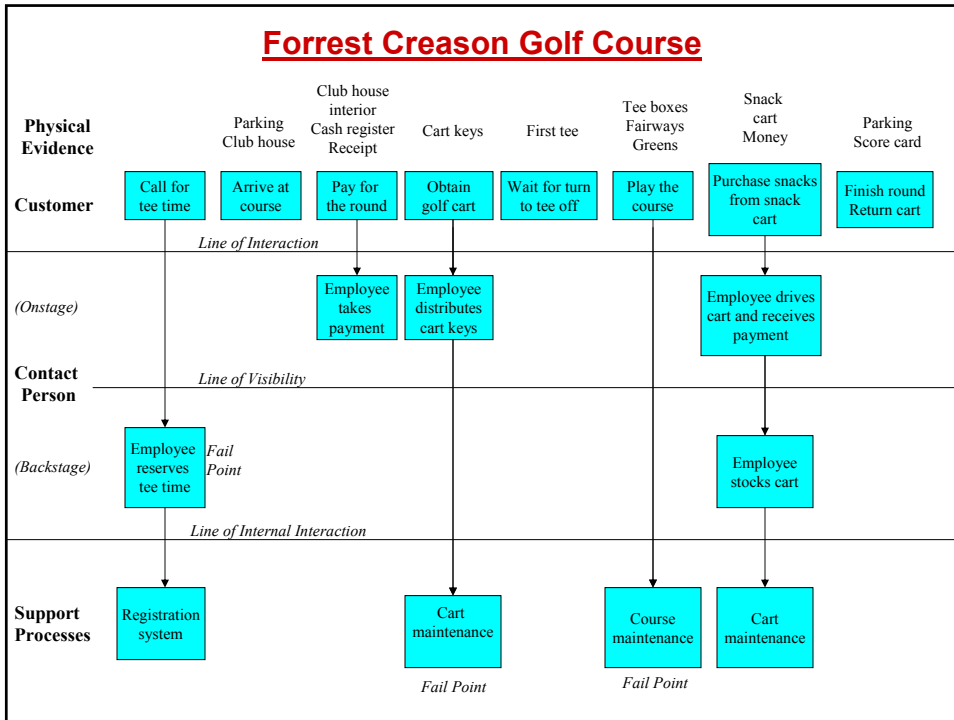 Forrest Creason Golf Course
Physical
Evidence
Parking
Club house
Club house
interior
Cash register
Receipt
Cart keys
First tee
Tee boxes
Fairways
Greens
Snack
cart
Money
Parking
Score card
Customer
Call for
tee time
Arrive at
course
Pay for
the round
Obtain
golf cart
Wait for turn
to tee off
Play the
course
Purchase snacks
from snack
cart
Finish round
Return cart
Line of Interaction
(Onstage)
Employee
takes
payment
Employee
distributes
cart keys
Employee drives
cart and receives
payment
Contact
Person
Line of Visibility
(Backstage)
Employee
reserves
tee time
Fail
Point
Employee
stocks cart
Line of Internal Interaction
Support
Processes
Registration
system
Cart
maintenance
Course
maintenance
Cart
maintenance
Fail Point
Fail Point